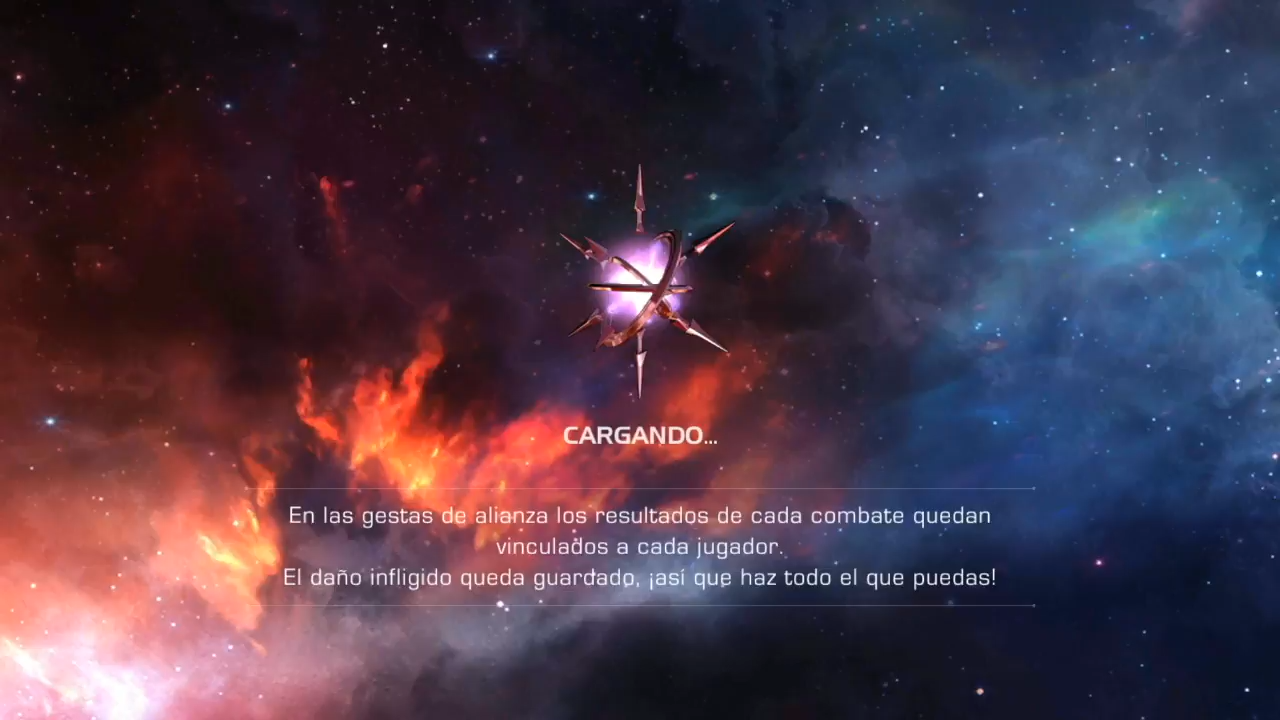 CARGANDO...
En las gestas de alianza los resultados de cada combate quedan
vinculados a cada jugador.
El daño infligido queda guardado, ¡así que haz todo el que puedas!